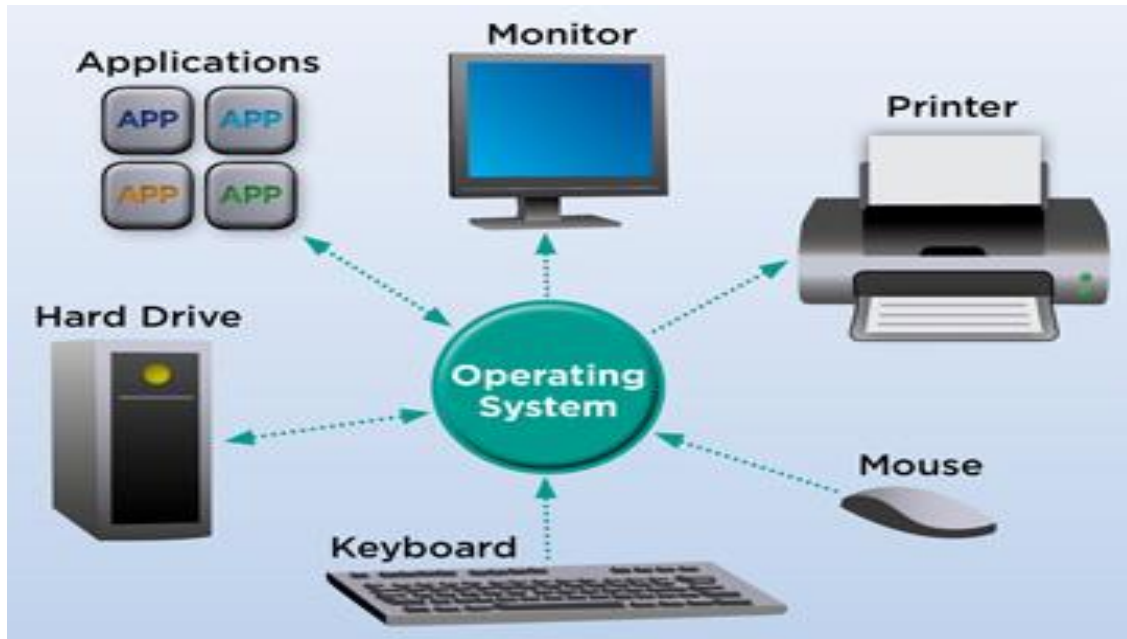 Monitor
Applications
APP APP
APP APP
Printer
Hard Drive
Operating
System
Mouse
Keyboard